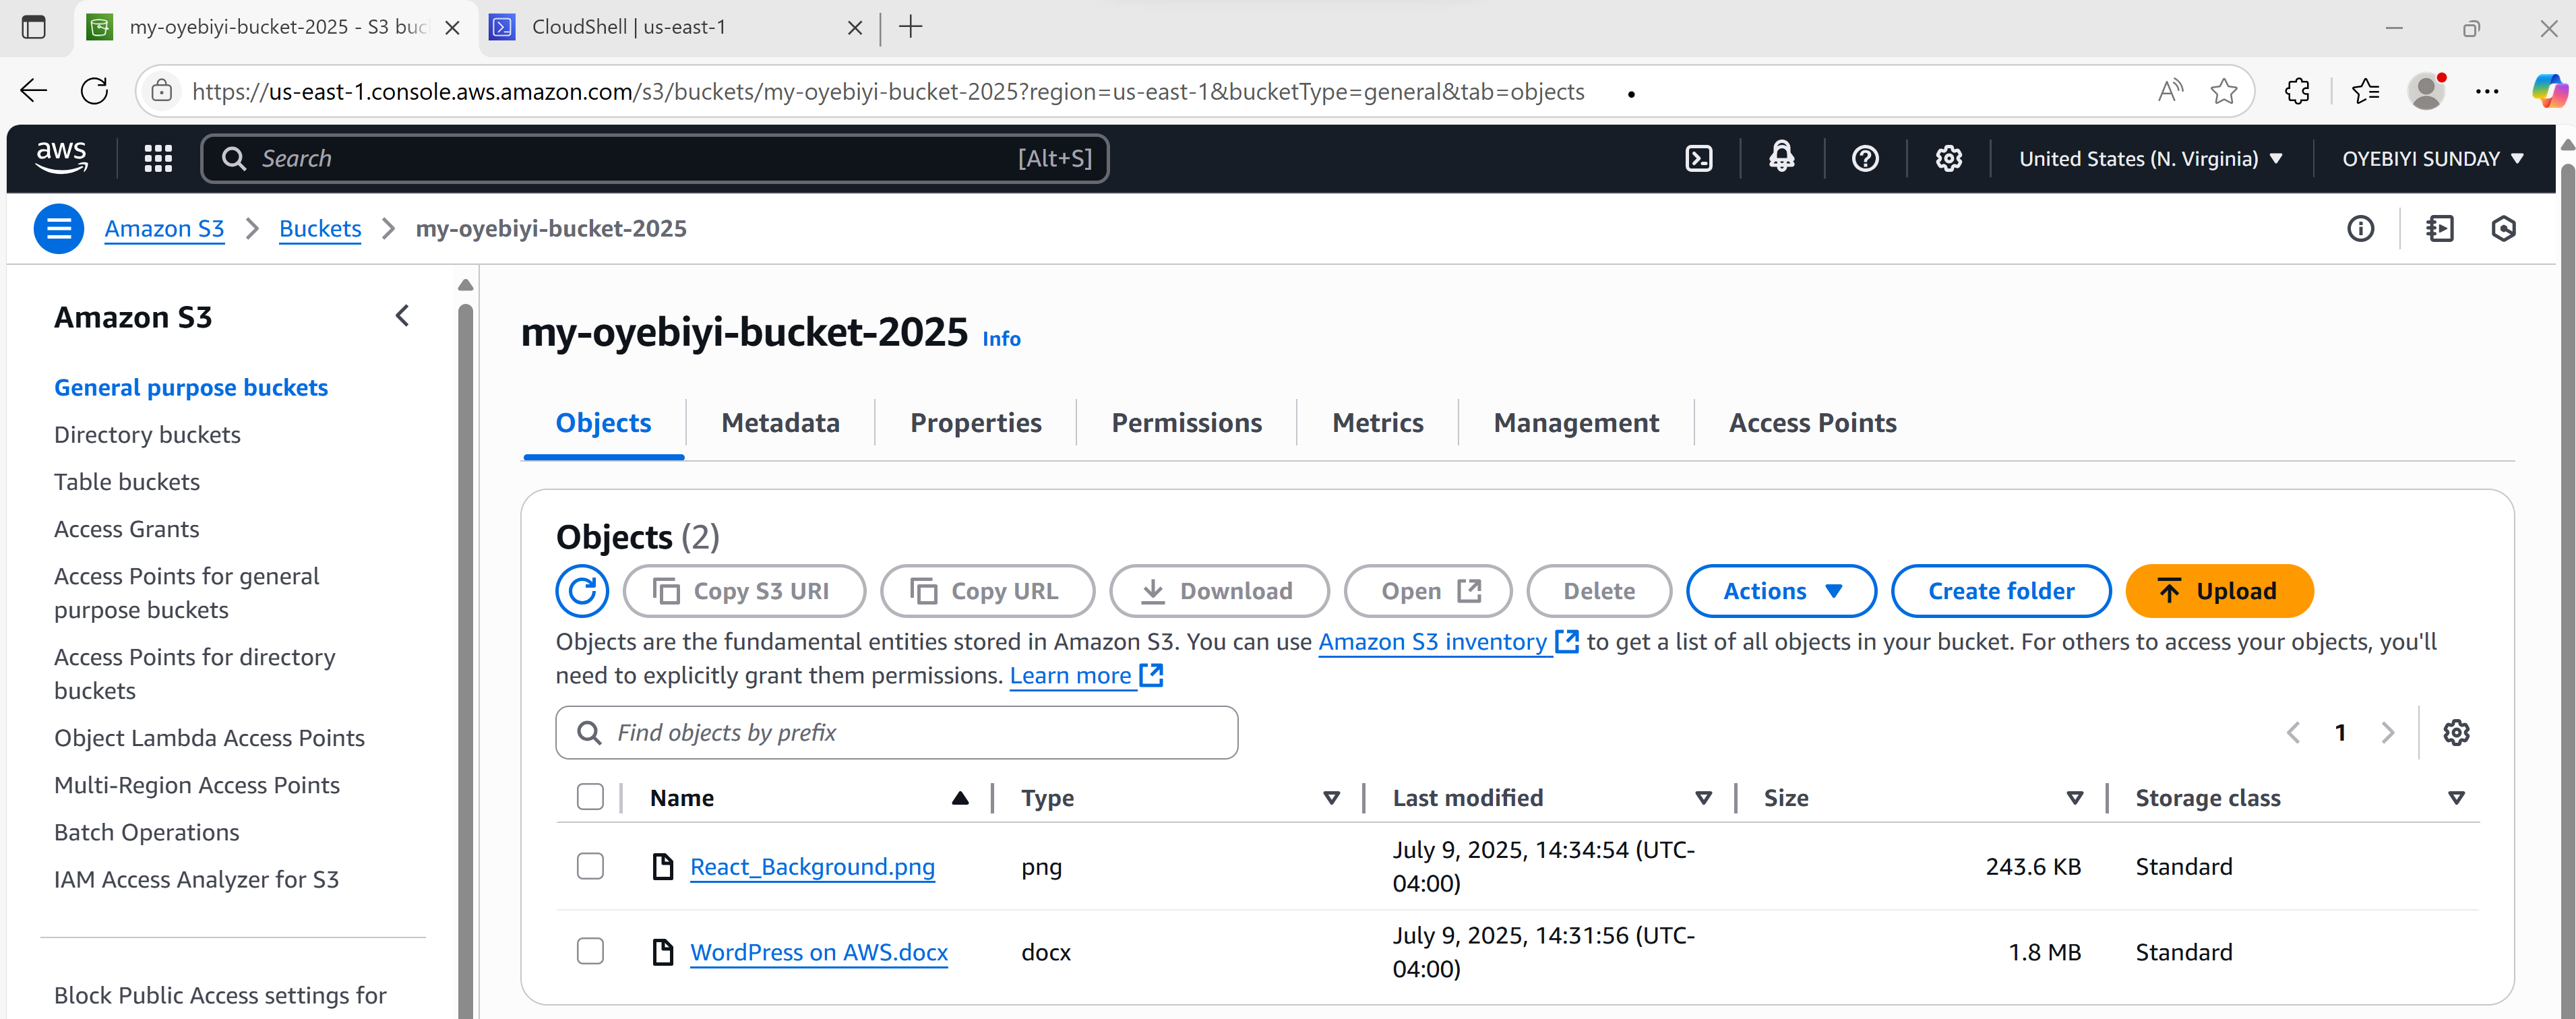 my-oyebiyi-bucket-2025 - S3 buc
CloudShell | us-east-1
https://us-east-1.console.aws.amazon.com/s3/buckets/my-oyebiyi-bucket-2025?region=us-east-1&bucketType=general&tab=objects
aws
Search
[Alt+S]
United States (N. Virginia)
OYEBIYI SUNDAY
Amazon S3
Buckets
my-oyebiyi-bucket-2025
Amazon S3
General purpose buckets
Directory buckets
Table buckets
Access Grants
Access Points for general
purpose buckets
Access Points for directory
buckets
Object Lambda Access Points
Multi-Region Access Points
Batch Operations
IAM Access Analyzer for S3
Block Public Access settings for
my-oyebiyi-bucket-2025 Info
Objects
Metadata
Properties
Permissions
Metrics
Management
Access Points
Objects (2)
Copy S3 URI
Copy URL
Download
Open
Delete
Actions
Create folder
Upload
Objects are the fundamental entities stored in Amazon S3. You can use Amazon S3 inventory to get a list of all objects in your bucket. For others to access your objects, you'll
need to explicitly grant them permissions. Learn more
Find objects by prefix
1
Name
Type
Last modified
Size
Storage class
React_Background.png
png
July 9, 2025, 14:34:54 (UTC-
04:00)
243.6 KB
Standard
WordPress on AWS.docx
docx
July 9, 2025, 14:31:56 (UTC-
04:00)
1.8 MB
Standard